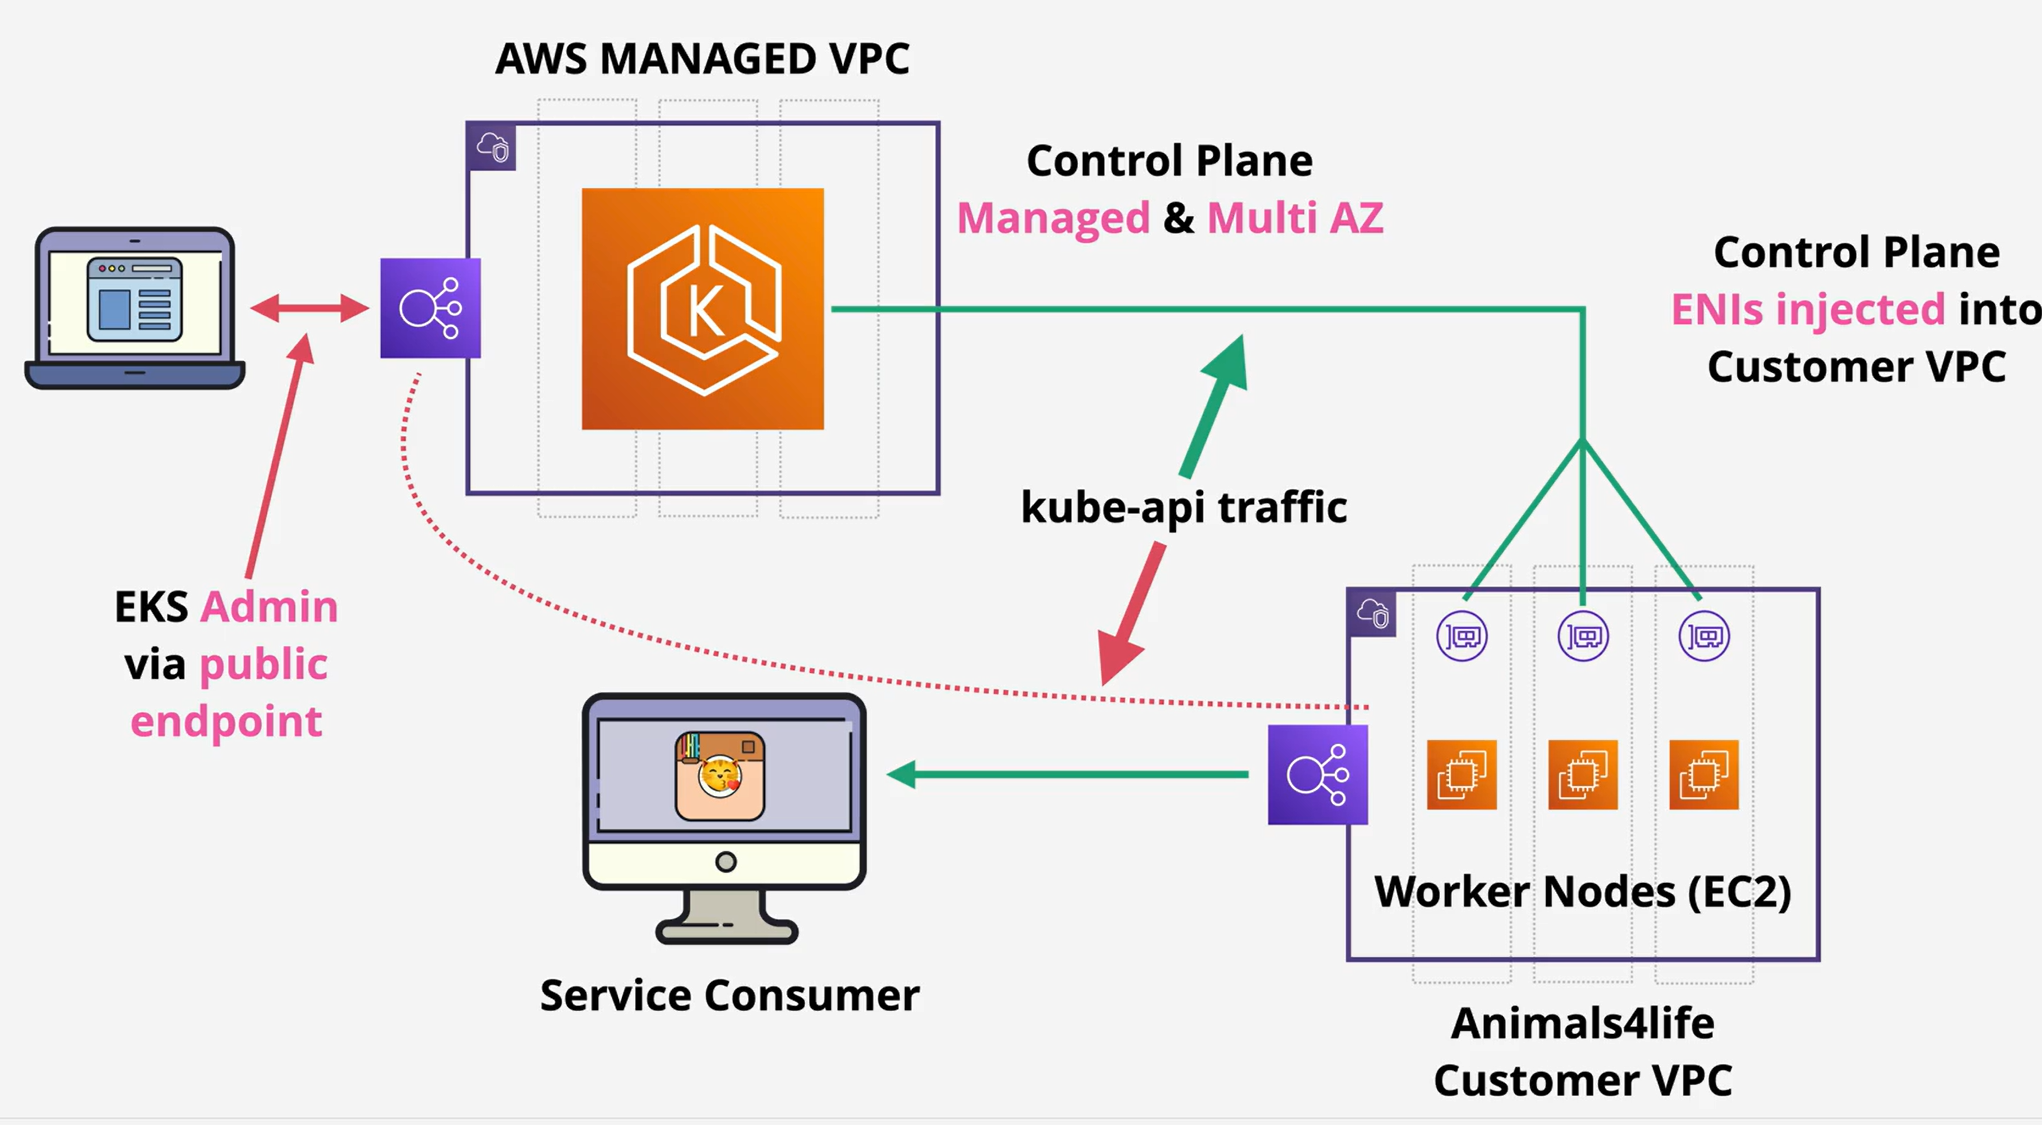 AWS MANAGED VPC
Control Plane
Managed & Multi AZ
Control Plane
ENIs injected into
Customer VPC
K
kube-api traffic
EKS Admin
via public
endpoint
Worker Nodes (EC2)
Service Consumer
Animals4life
Customer VPC